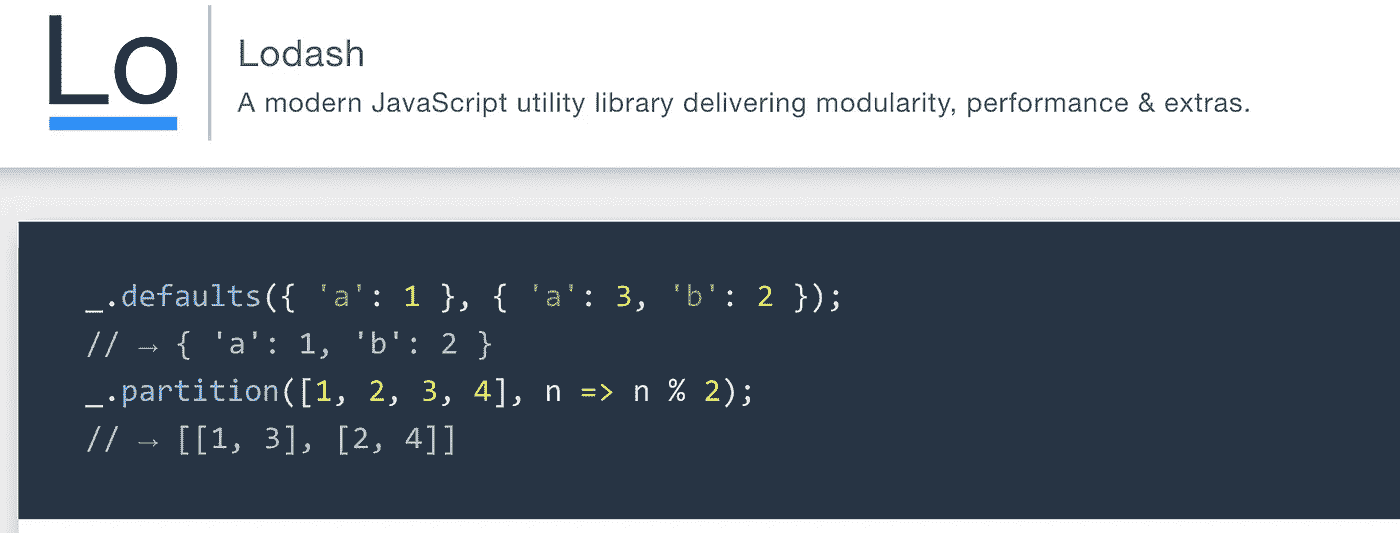 Lo
Lodash
A modern JavaScript utility library delivering modularity, performance & extras.
_.defaults({ 'a': 1 }, { 'a': 3, 'b': 2 });
// → { 'a': 1, 'b': 2 }
_.partition([1, 2, 3, 4], n => n % 2);
// → [[1, 3], [2, 4]]